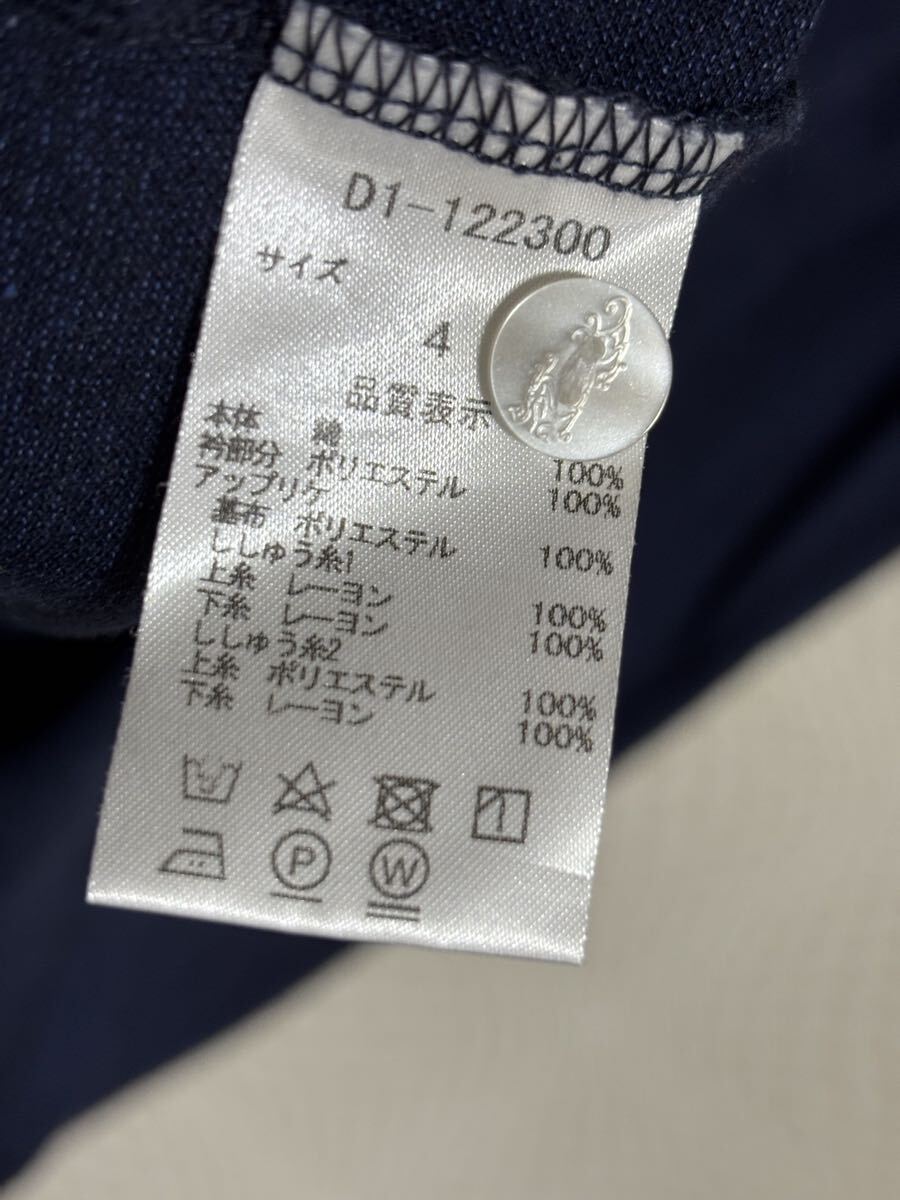 D1-122300
サイズ
4
品質表示
本体 綿 100%
衿部分 ポリエステル 100%
アップリケ
基布 ポリエステル 100%
ししゅう糸1
上糸 レーヨン 100%
下糸 レーヨン 100%
ししゅう糸2
上糸 ポリエステル 100%
下糸 レーヨン 100%
P W